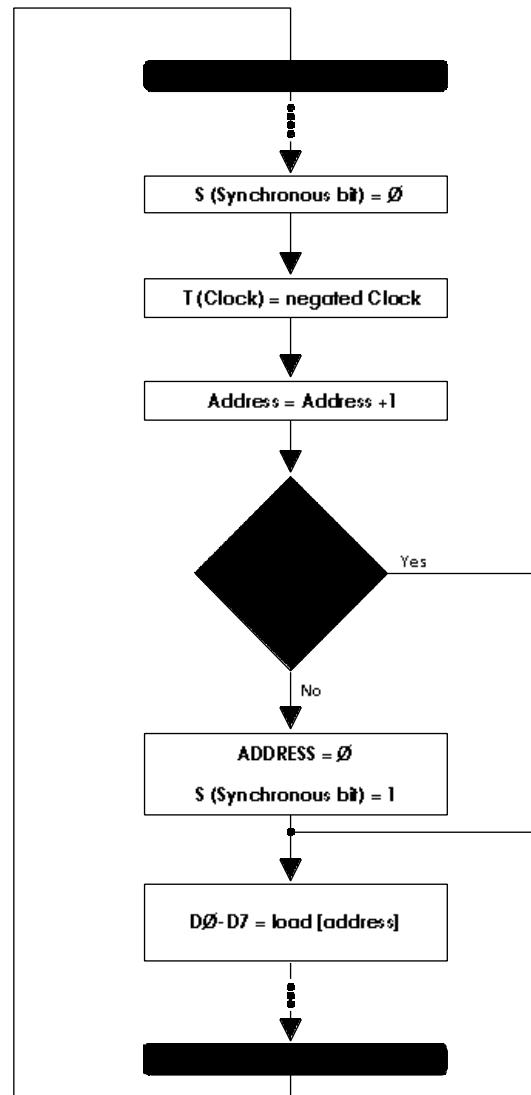 S (Synchronous bit) = Ø
T (Clock) = negated Clock
Address = Address +1
Yes
No
ADDRESS = Ø
S (Synchronous bit) = 1
DØ-D7 = load [address]